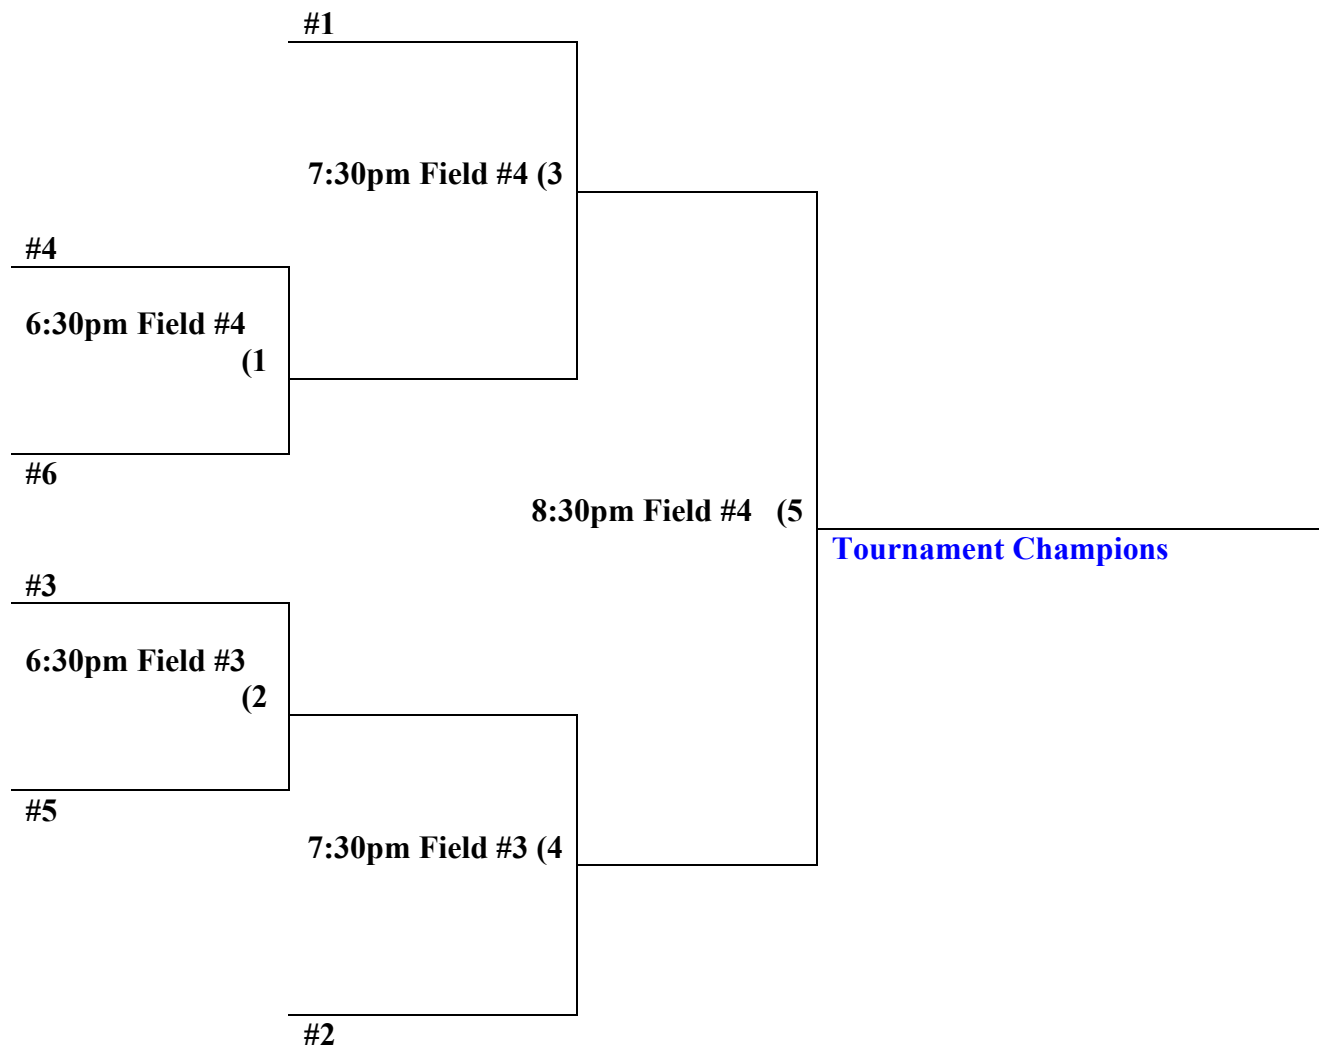 #1
7:30pm Field #4 (3
#4
6:30pm Field #4
(1
#6
8:30pm Field #4 (5
Tournament Champions
#3
6:30pm Field #3
(2
#5
7:30pm Field #3 (4
#2